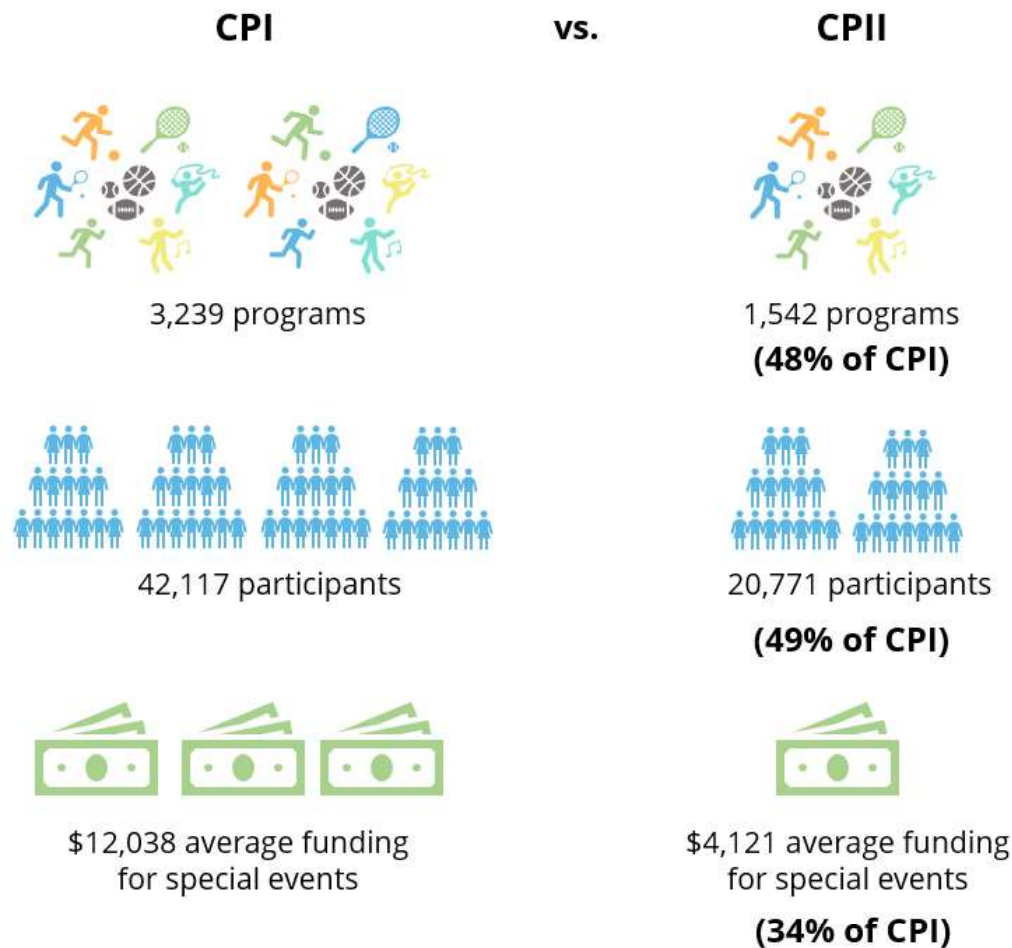 CPI vs. CPII
3,239 programs
1,542 programs
(48% of CPI)
42,117 participants
20,771 participants
(49% of CPI)
$12,038 average funding
for special events
$4,121 average funding
for special events
(34% of CPI)